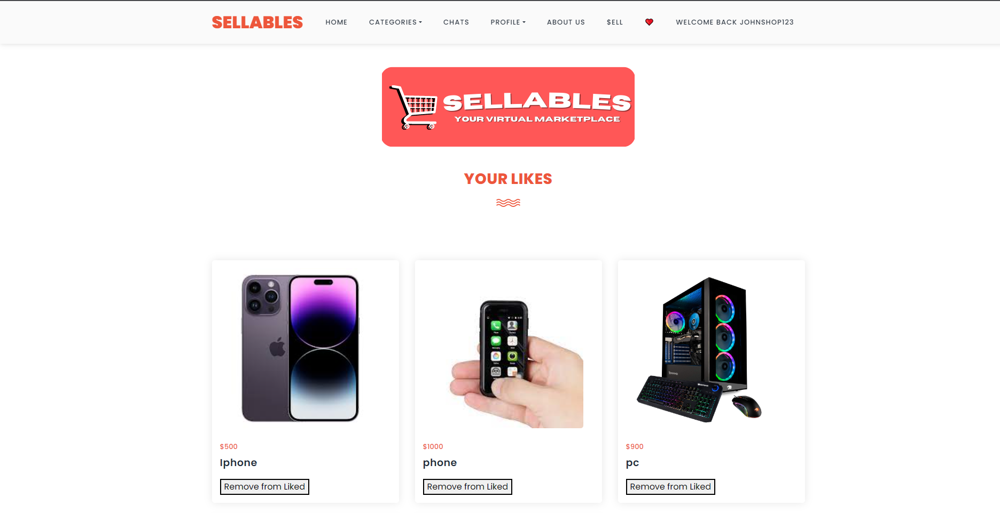 SELLABLES HOME CATEGORIES CHATS PROFILE ABOUT US $ELL WELCOME BACK JOHNSHOP123
SELLABLES
YOUR VIRTUAL MARKETPLACE
YOUR LIKES
$500
Iphone
Remove from Liked
$1000
phone
Remove from Liked
$900
pc
Remove from Liked